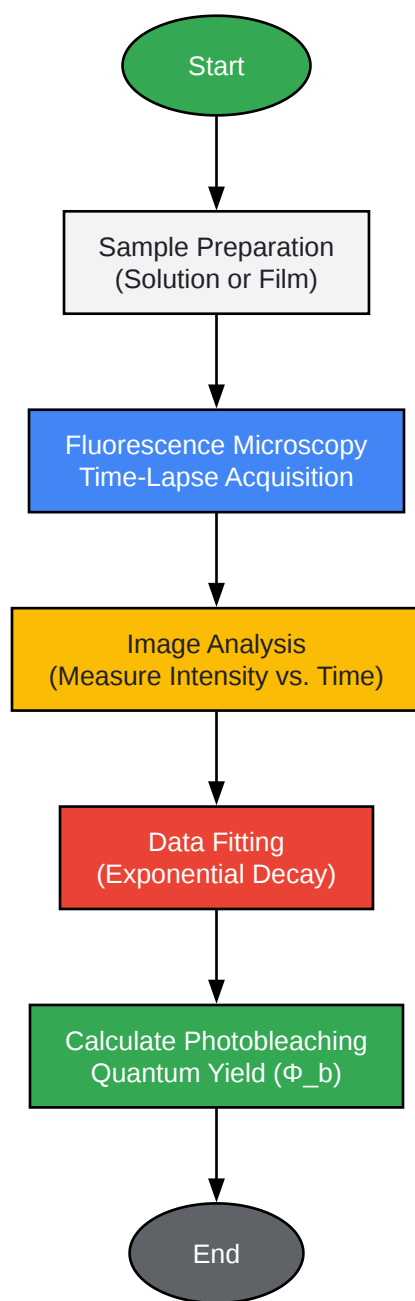 Start
Sample Preparation
(Solution or Film)
Fluorescence Microscopy
Time-Lapse Acquisition
Image Analysis
(Measure Intensity vs. Time)
Data Fitting
(Exponential Decay)
Calculate Photobleaching
Quantum Yield (Φ_b)
End